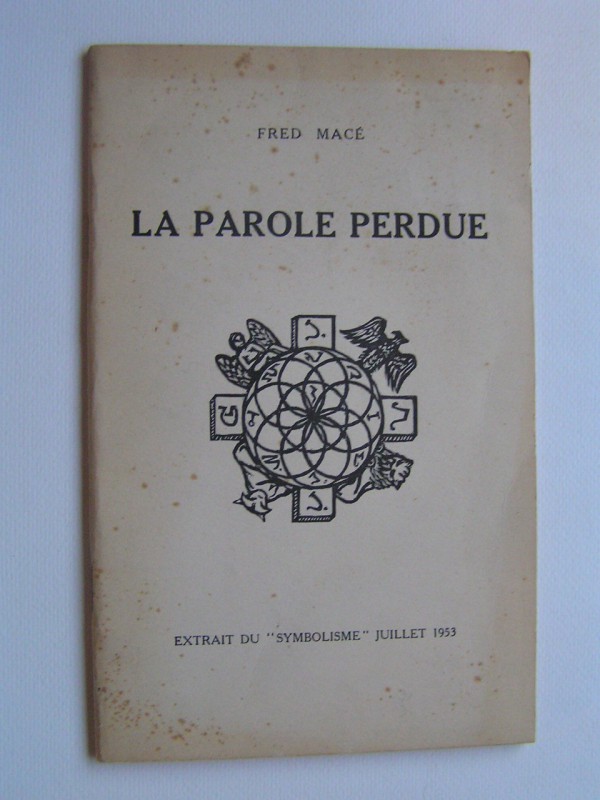 FRED MACÉ
LA PAROLE PERDUE
EXTRAIT DU "SYMBOLISME" JUILLET 1953